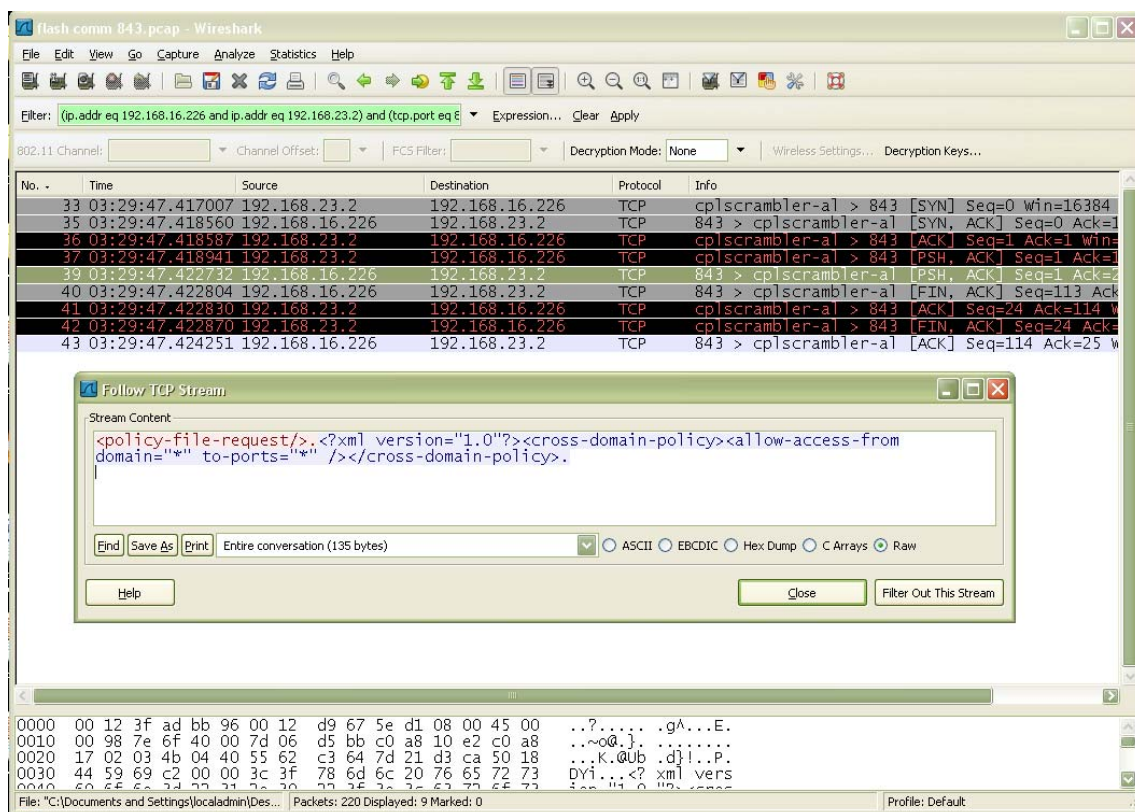 flash comm 843.pcap - Wireshark
File Edit View Go Capture Analyze Statistics Help
Filter: (ip.addr eq 192.168.16.226 and ip.addr eq 192.168.23.2) and (tcp.port eq 8 Expression... Clear Apply
802.11 Channel: Channel Offset: FCS Filter: Decryption Mode: None Wireless Settings... Decryption Keys...
No. - Time Source Destination Protocol Info
33 03:29:47.417007 192.168.23.2 192.168.16.226 TCP cplscrambler-al > 843 [SYN] Seq=0 Win=16384
35 03:29:47.418560 192.168.16.226 192.168.23.2 TCP 843 > cplscrambler-al [SYN, ACK] Seq=0 Ack=1
36 03:29:47.418587 192.168.23.2 192.168.16.226 TCP cplscrambler-al > 843 [ACK] Seq=1 Ack=1 Win=
37 03:29:47.418941 192.168.23.2 192.168.16.226 TCP cplscrambler-al > 843 [PSH, ACK] Seq=1 Ack=1
39 03:29:47.422732 192.168.16.226 192.168.23.2 TCP 843 > cplscrambler-al [PSH, ACK] Seq=1 Ack=2
40 03:29:47.422804 192.168.16.226 192.168.23.2 TCP 843 > cplscrambler-al [FIN, ACK] Seq=113 Ack
41 03:29:47.422830 192.168.23.2 192.168.16.226 TCP cplscrambler-al > 843 [ACK] Seq=24 Ack=114 W
42 03:29:47.422870 192.168.23.2 192.168.16.226 TCP cplscrambler-al > 843 [FIN, ACK] Seq=24 Ack=
43 03:29:47.424251 192.168.16.226 192.168.23.2 TCP 843 > cplscrambler-al [ACK] Seq=114 Ack=25 W
Follow TCP Stream
Stream Content
<policy-file-request/>.<?xml version="1.0"?><cross-domain-policy><allow-access-from
domain="*" to-ports="*" /></cross-domain-policy>.
Find Save As Print Entire conversation (135 bytes) ASCII EBCDIC Hex Dump C Arrays Raw
Help Close Filter Out This Stream
0000 00 12 3f ad bb 96 00 12 d9 67 5e d1 08 00 45 00 ..?..... .g^...E.
0010 00 98 7e 6f 40 00 7d 06 d5 bb c0 a8 10 e2 c0 a8 ..~o@.}. ........
0020 17 02 03 4b 04 40 55 62 c3 64 7d 21 d3 ca 50 18 ...K.@Ub .d}!..P.
0030 44 59 69 c2 00 00 3c 3f 78 6d 6c 20 76 65 72 73 DYi...<? xml vers
File: "C:\Documents and Settings\localadmin\Des... Packets: 220 Displayed: 9 Marked: 0 Profile: Default